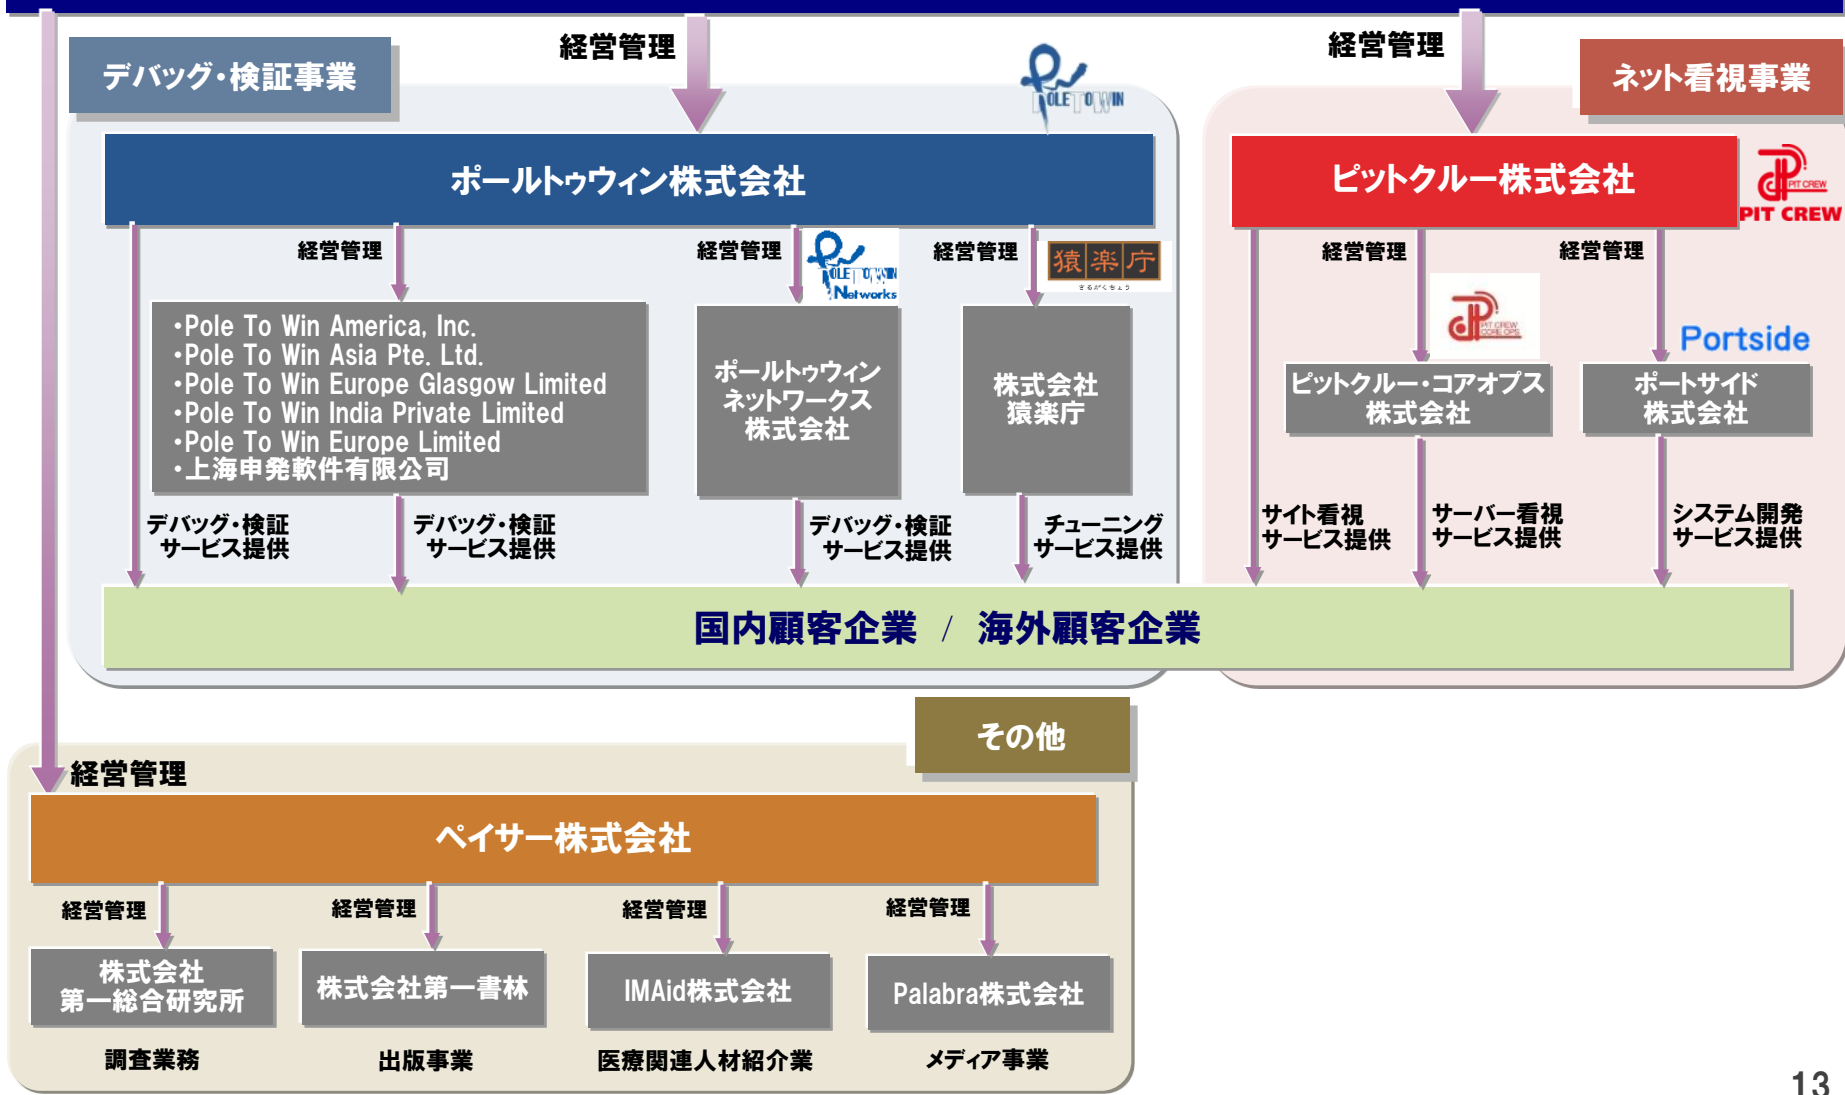 経営管理
経営管理
デバッグ・検証事業
ネット看視事業
POLE TO WIN
ポールトゥウィン株式会社
ピットクルー株式会社
PIT CREW
PIT CREW
経営管理
経営管理
経営管理
経営管理
経営管理
POLE TO WIN
Networks
猿楽庁
さるがくちょう
・Pole To Win America, Inc.
・Pole To Win Asia Pte. Ltd.
・Pole To Win Europe Glasgow Limited
・Pole To Win India Private Limited
・Pole To Win Europe Limited
・上海申発軟件有限公司
ポールトゥウィン
ネットワークス
株式会社
株式会社
猿楽庁
PIT CREW
CORE OPS
Portside
ピットクルー・コアオプス
株式会社
ポートサイド
株式会社
デバッグ・検証
サービス提供
デバッグ・検証
サービス提供
デバッグ・検証
サービス提供
チューニング
サービス提供
サイト看視
サービス提供
サーバー看視
サービス提供
システム開発
サービス提供
国内顧客企業 / 海外顧客企業
その他
経営管理
ペイサー株式会社
経営管理
経営管理
経営管理
経営管理
株式会社
第一総合研究所
株式会社第一書林
IMAid株式会社
Palabra株式会社
調査業務
出版事業
医療関連人材紹介業
メディア事業
13